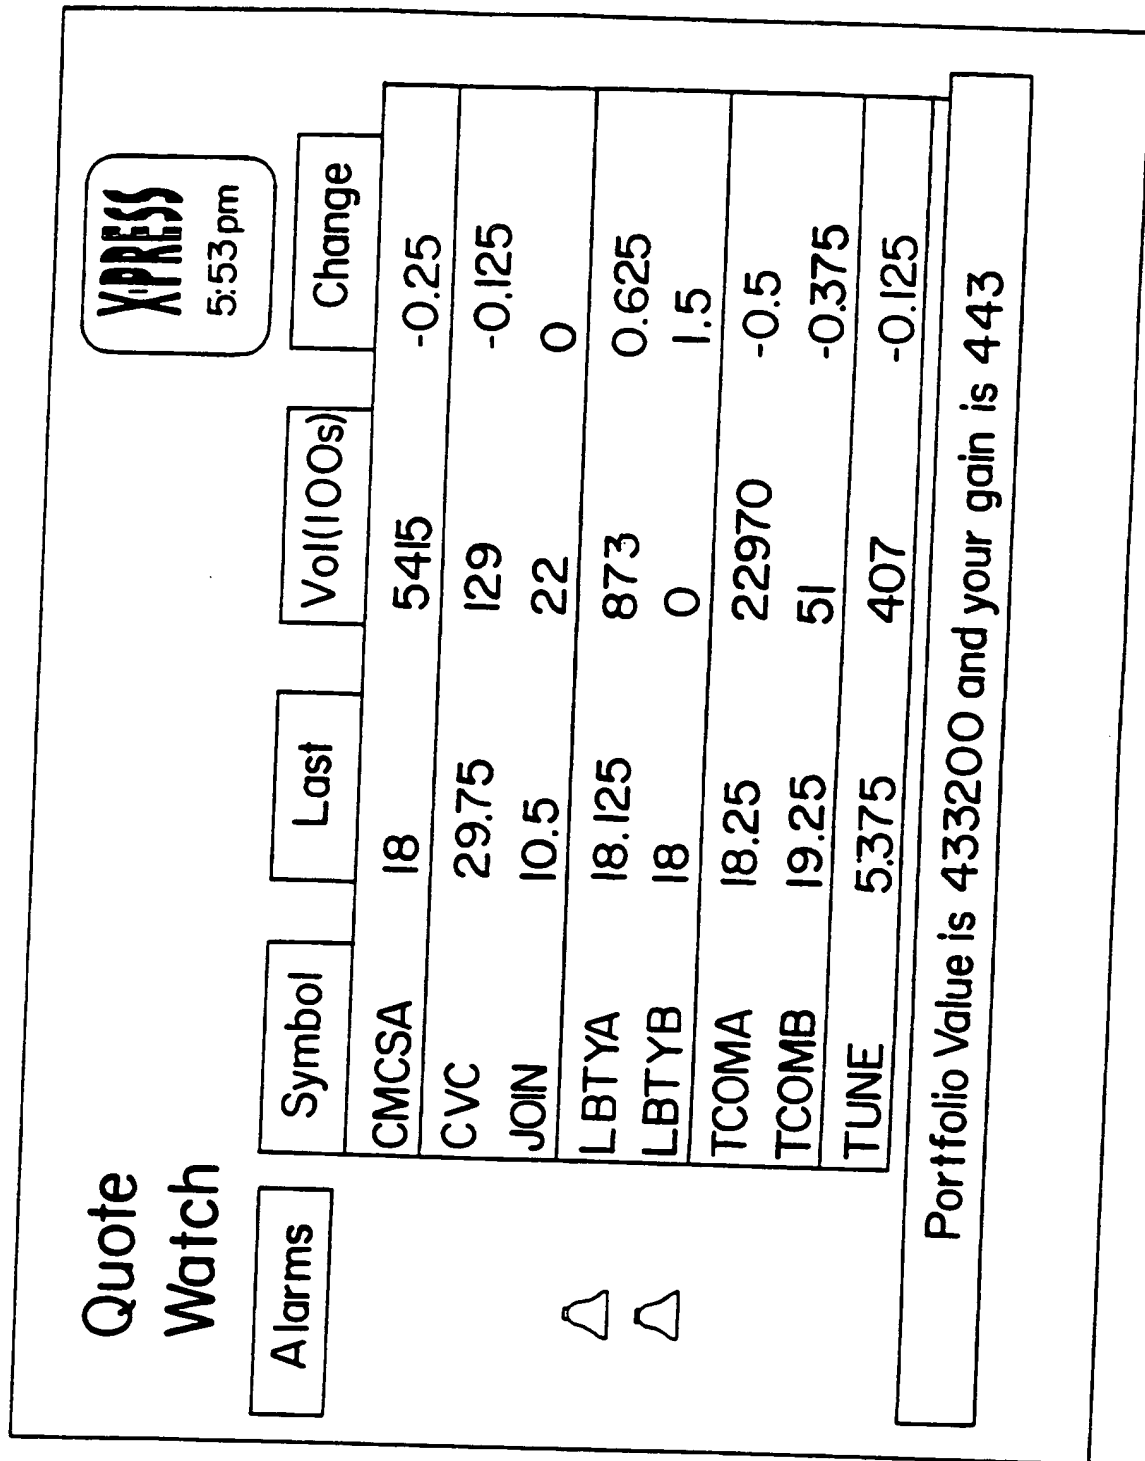 Quote
Watch
X·PRESS
5:53pm
Alarms Symbol Last Vol(100s) Change
CMCSA 18 5415 -0.25
CVC 29.75 129 -0.125
JOIN 10.5 22 0
LBTYA 18.125 873 0.625
LBTYB 18 0 1.5
TCOMA 18.25 22970 -0.5
TCOMB 19.25 51 -0.375
TUNE 5.375 407 -0.125
Portfolio Value is 433200 and your gain is 443